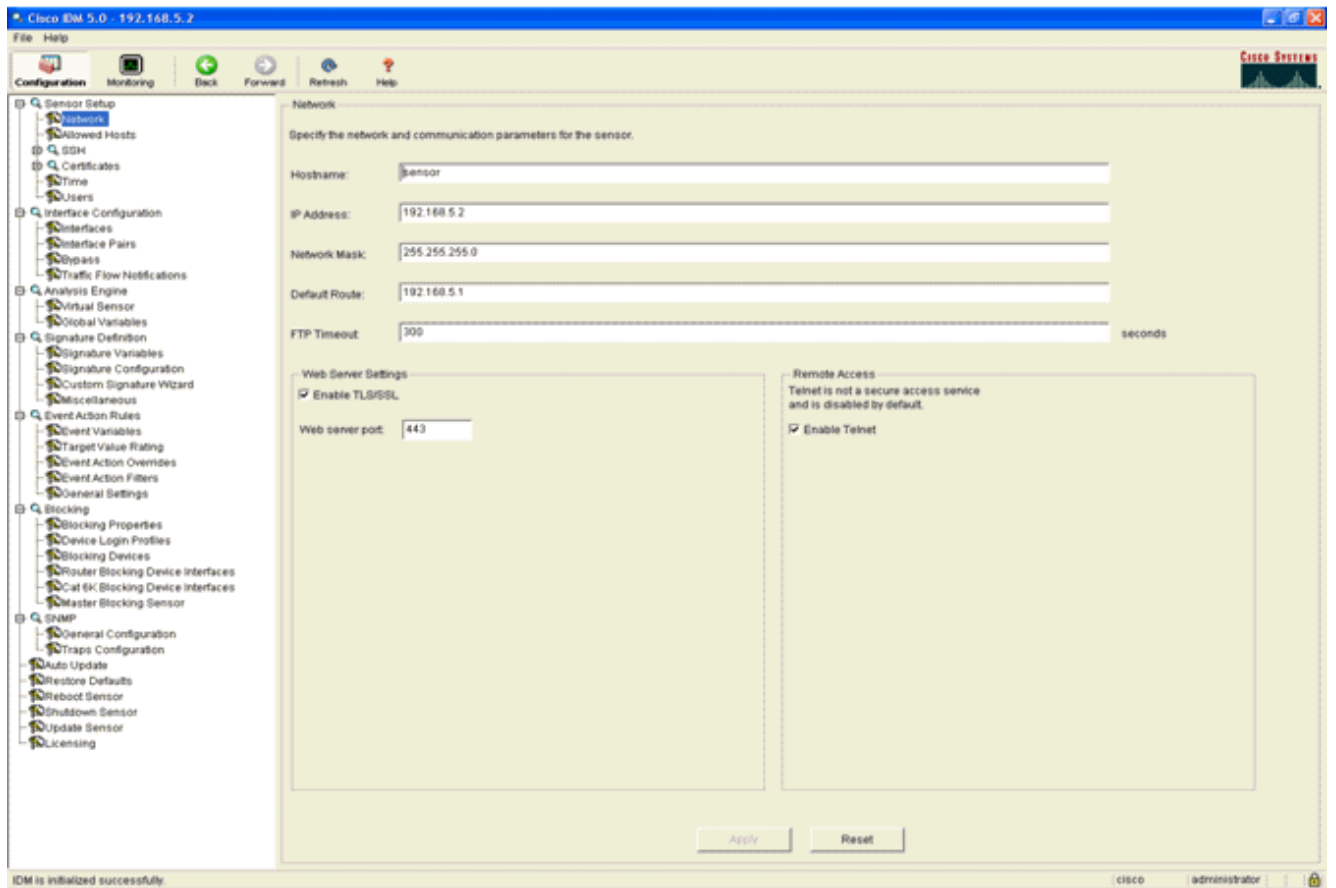 Cisco IDM 5.0 - 192.168.5.2
File Help
Configuration Monitoring Back Forward Refresh Help
CISCO SYSTEMS
Sensor Setup
Network
Allowed Hosts
SSH
Certificates
Time
Users
Interface Configuration
Interfaces
Interface Pairs
Bypass
Traffic Flow Notifications
Analysis Engine
Virtual Sensor
Global Variables
Signature Definition
Signature Variables
Signature Configuration
Custom Signature Wizard
Miscellaneous
Event Action Rules
Event Variables
Target Value Rating
Event Action Overrides
Event Action Filters
General Settings
Blocking
Blocking Properties
Device Login Profiles
Blocking Devices
Router Blocking Device Interfaces
Cat 6K Blocking Device Interfaces
Master Blocking Sensor
SNMP
General Configuration
Traps Configuration
Auto Update
Restore Defaults
Reboot Sensor
Shutdown Sensor
Update Sensor
Licensing
Network
Specify the network and communication parameters for the sensor.
Hostname: sensor
IP Address: 192.168.5.2
Network Mask: 255.255.255.0
Default Route: 192.168.5.1
FTP Timeout: 300 seconds
Web Server Settings
Enable TLS/SSL
Web server port: 443
Remote Access
Telnet is not a secure access service
and is disabled by default.
Enable Telnet
Apply Reset
IDM is initialized successfully.
cisco administrator